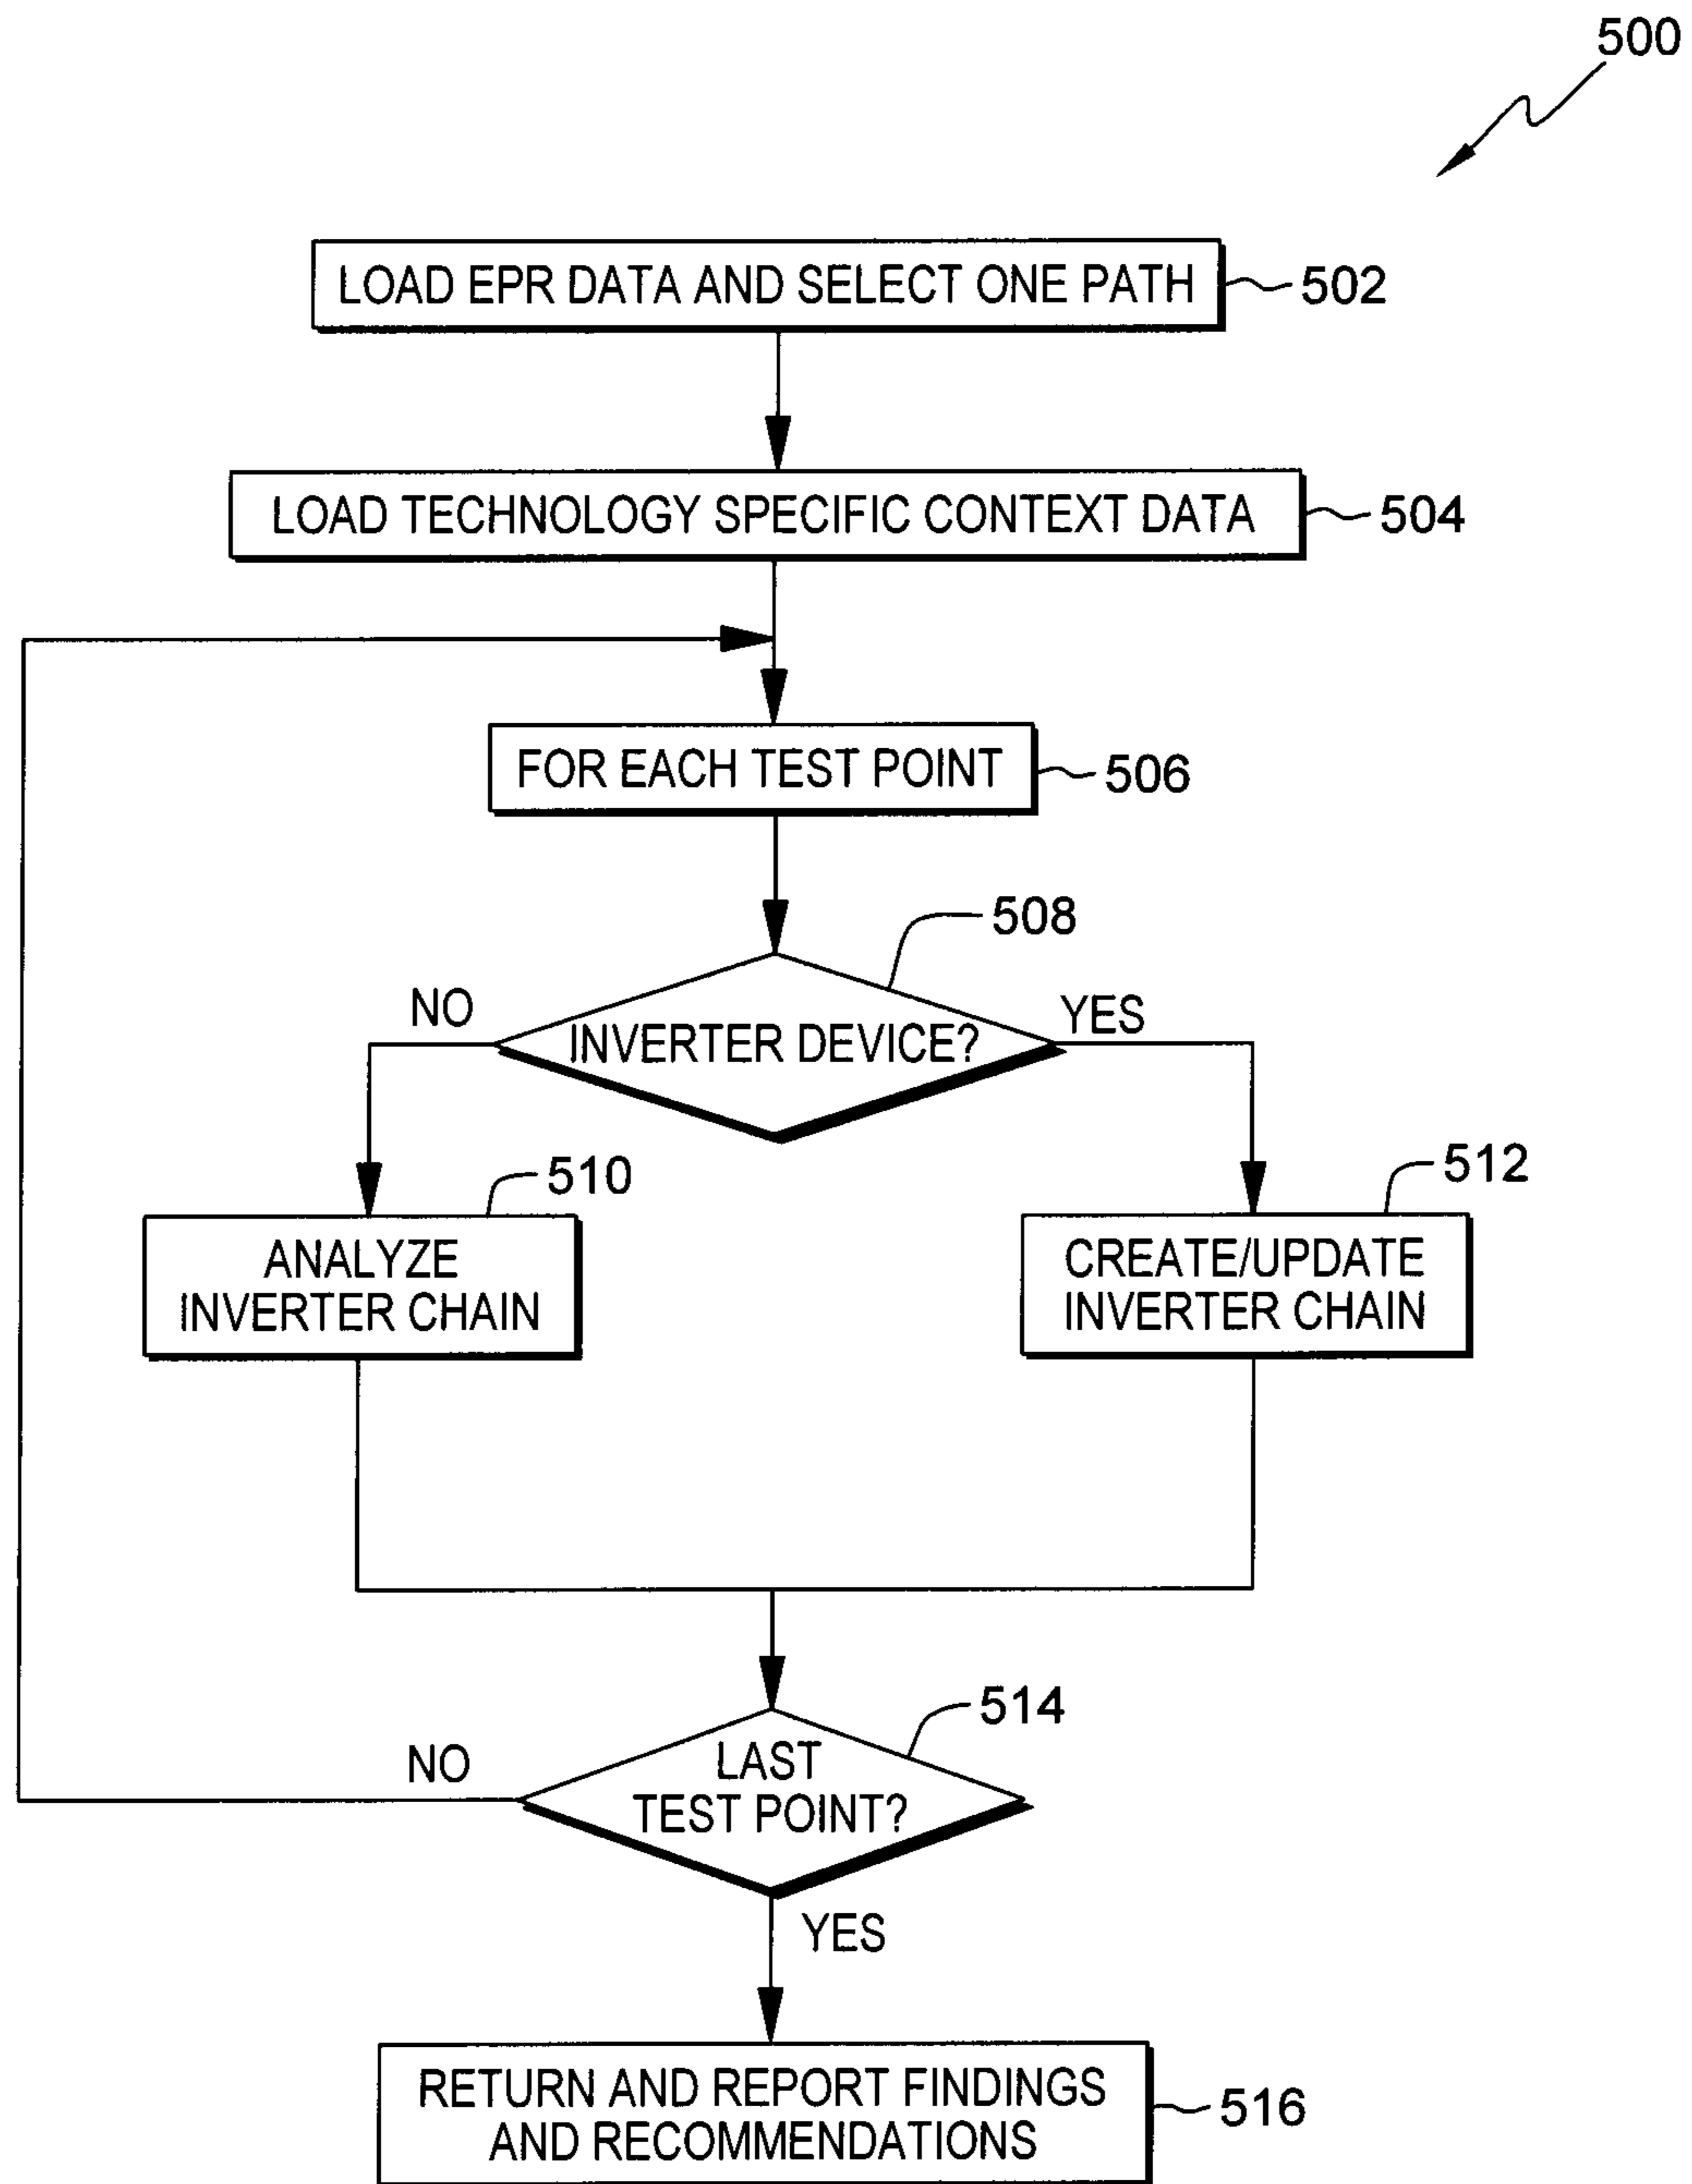 500
LOAD EPR DATA AND SELECT ONE PATH
502
LOAD TECHNOLOGY SPECIFIC CONTEXT DATA
504
FOR EACH TEST POINT
506
508
NO
INVERTER DEVICE?
YES
510
512
ANALYZE
INVERTER CHAIN
CREATE/UPDATE
INVERTER CHAIN
514
NO
LAST
TEST POINT?
YES
RETURN AND REPORT FINDINGS
AND RECOMMENDATIONS
516